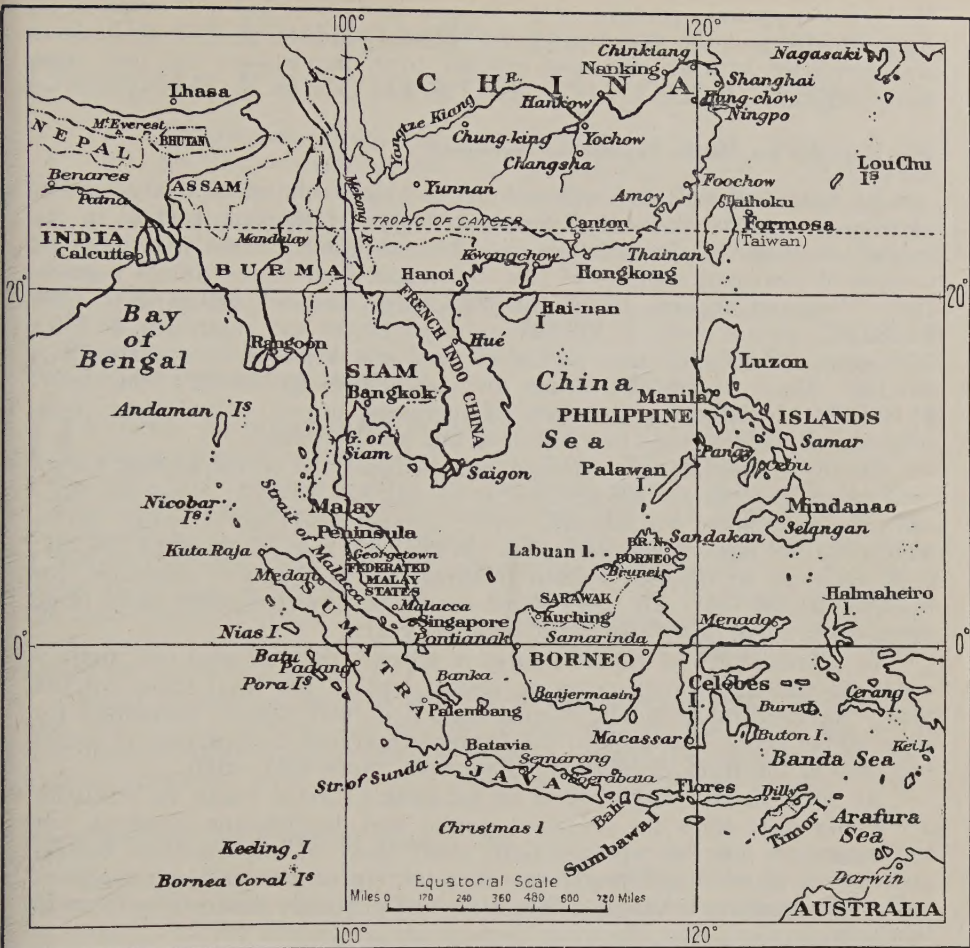 100°
120°
Chinkiang
Nagasaki
Nanking
C H I N A
R.
Shanghai
Lhasa
Hankow
Hang-chow
Yangtze Kiang
Ningpo
Mt Everest
NEPAL
BHUTAN
Chung-king
Yochow
Changsha
Lou Chu
Is
Benares
ASSAM
Yunnan
Foochow
Patna
Mekong R.
Amoy
Taihoku
TROPIC OF CANCER
Canton
Formosa
(Taiwan)
INDIA
Mandalay
Calcutta
Kwangchow
Thainan
BURMA
Hanoi
Hongkong
20°
20°
Hai-nan
I
Bay
of
Bengal
FRENCH INDO CHINA
Hué
Rangoon
Luzon
SIAM
China
Bangkok
Manila
Andaman Is
PHILIPPINE
ISLANDS
G. of
Siam
Sea
Samar
Panay
Cebu
Saigon
Palawan
I.
Nicobar
Is
Strait of Malacca
Malay
Mindanao
Peninsula
Selangan
Sandakan
BR. N.
BORNEO
Kuta Raja
Georgetown
Labuan I.
Brunei
FEDERATED
MALAY
STATES
Medan
SARAWAK
Halmaheiro
I.
SUMATRA
Malacca
Kuching
Singapore
Menado
Nias I.
Pontianak
Samarinda
0°
0°
Batu
BORNEO
Padang
Pora Is
Banka
Celebes
I.
Cerang
I.
Banjermasin
Buru I.
Palembang
Macassar
Buton I.
Kei I.
Batavia
Banda Sea
Str. of Sunda
Semarang
JAVA
Soerabaia
Flores
Dilly
Bali
Sumbawa I
Timor I.
Arafura
Sea
Christmas I
Keeling I
Bornea Coral Is
Darwin
Equatorial Scale
Miles 0 120 240 360 480 600 720 Miles
AUSTRALIA
100°
120°